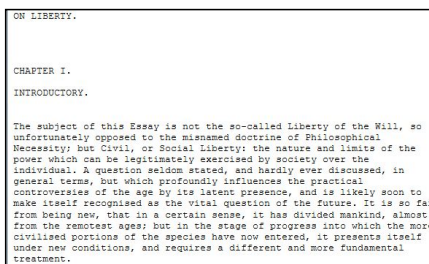 ON LIBERTY.
CHAPTER I.
INTRODUCTORY.
The subject of this Essay is not the so-called Liberty of the Will, so
unfortunately opposed to the misnamed doctrine of Philosophical
Necessity; but Civil, or Social Liberty: the nature and limits of the
power which can be legitimately exercised by society over the
individual. A question seldom stated, and hardly ever discussed, in
general terms, but which profoundly influences the practical
controversies of the age by its latent presence, and is likely soon to
make itself recognised as the vital question of the future. It is so far
from being new, that in a certain sense, it has divided mankind, almost
from the remotest ages; but in the stage of progress into which the more
civilised portions of the species have now entered, it presents itself
under new conditions, and requires a different and more fundamental
treatment.